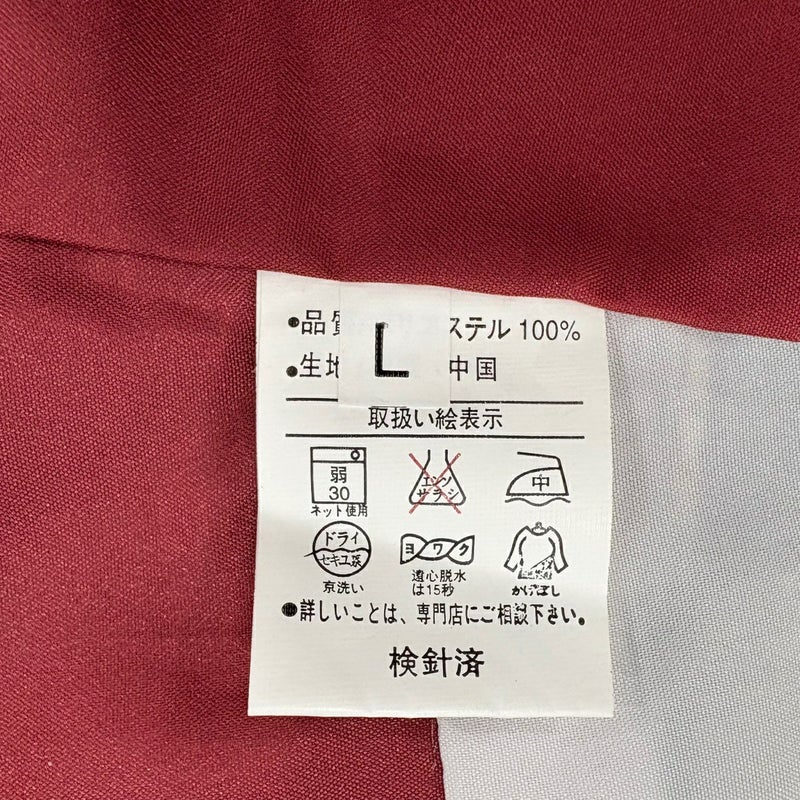 ●品質 ステル 100%
L
●生地 中国
取扱い絵表示
弱
30
ネット使用
エンソ
サラシ
中
ドライ
セキユ系
京洗い
ヨワク
遠心脱水
は15秒
かげぼし
●詳しいことは、専門店にご相談下さい。
検針済